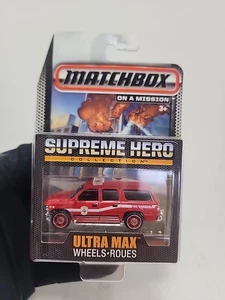 MATCHBOX
ON A MISSION
3+
SUPREME HERO
COLLECTION
ULTRA MAX
WHEELS•ROUES